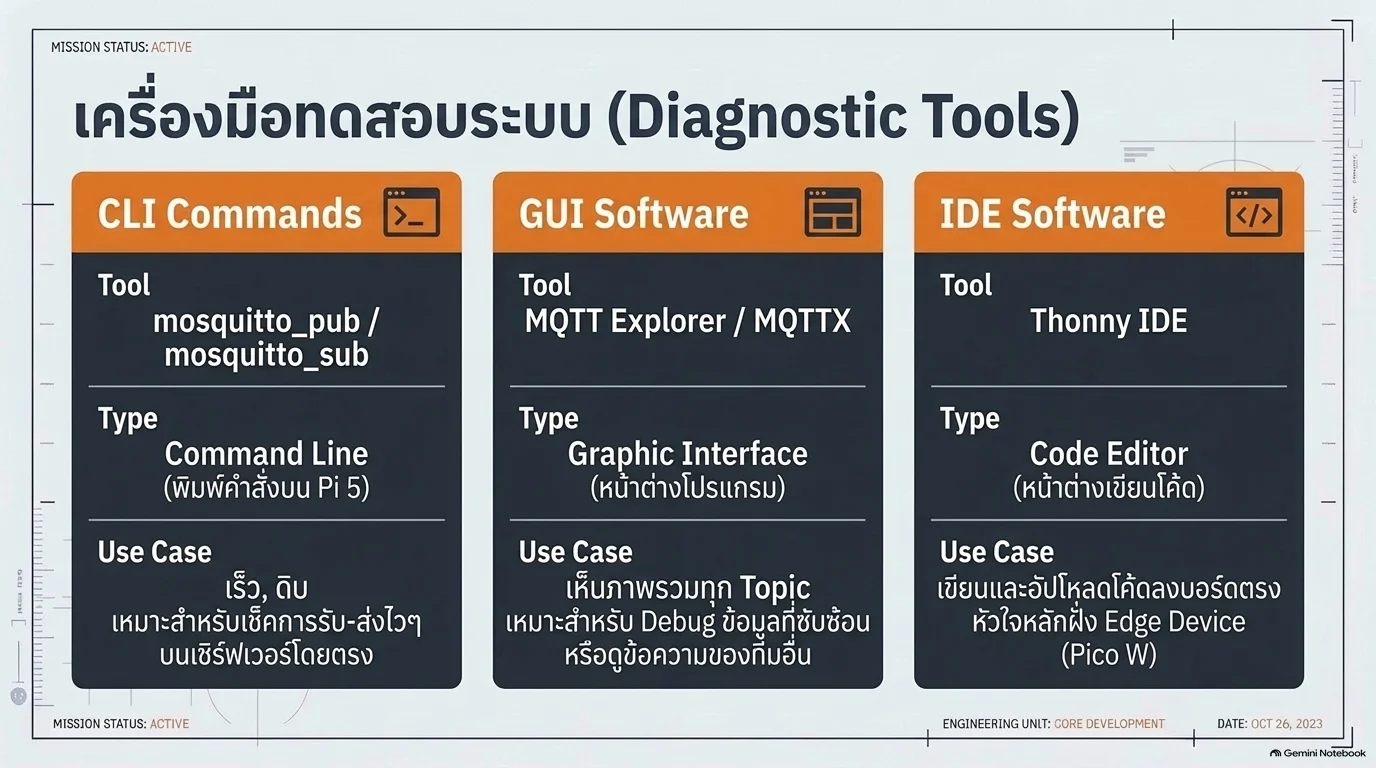 MISSION STATUS: ACTIVE
เครื่องมือทดสอบระบบ (Diagnostic Tools)
CLI Commands
Tool
mosquitto_pub /
mosquitto_sub
Type
Command Line
(พิมพ์คำสั่งบน Pi 5)
Use Case
เร็ว, ดิบ
เหมาะสำหรับเช็คการรับ-ส่งไวๆ
บนเซิร์ฟเวอร์โดยตรง
GUI Software
Tool
MQTT Explorer / MQTTX
Type
Graphic Interface
(หน้าต่างโปรแกรม)
Use Case
เห็นภาพรวมทุก Topic
เหมาะสำหรับ Debug ข้อมูลที่ซับซ้อน
หรือดูข้อความของทีมอื่น
IDE Software
Tool
Thonny IDE
Type
Code Editor
(หน้าต่างเขียนโค้ด)
Use Case
เขียนและอัปโหลดโค้ดลงบอร์ดตรง
หัวใจหลักฝั่ง Edge Device
(Pico W)
MISSION STATUS: ACTIVE
ENGINEERING UNIT: CORE DEVELOPMENT
DATE: OCT 26, 2023
Gemini Notebook